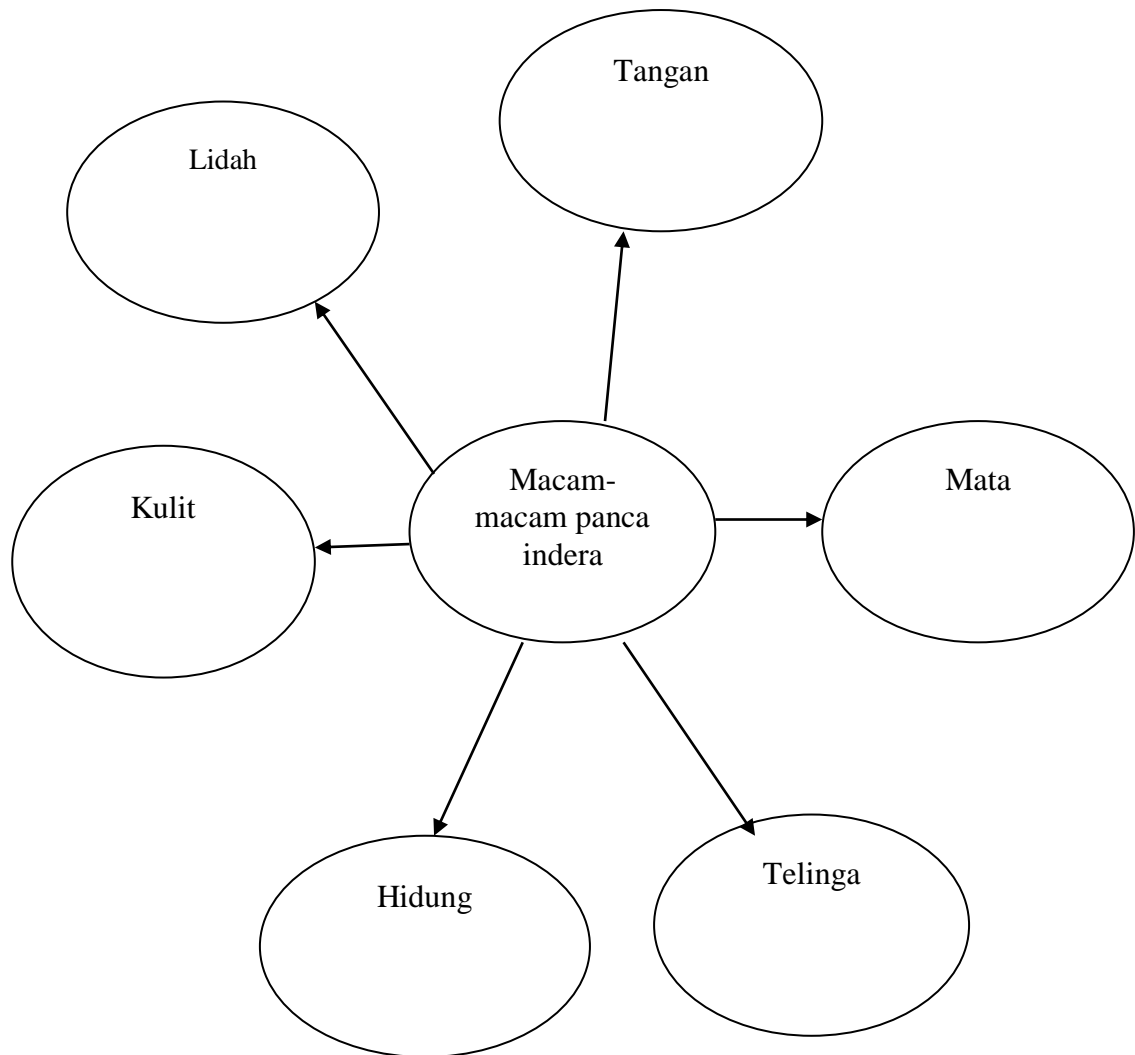 Tangan
Lidah
Macam-
macam panca
indera
Mata
Kulit
Telinga
Hidung